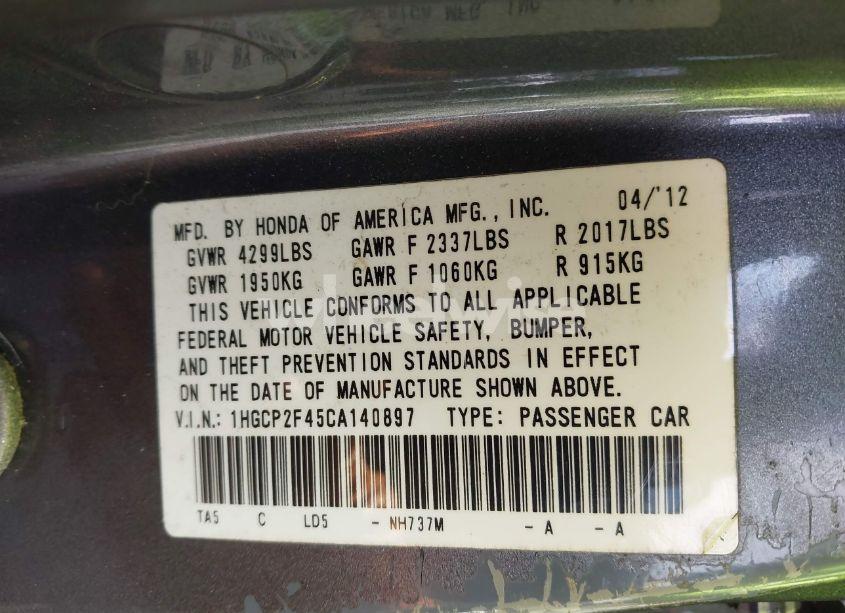 MFD. BY HONDA OF AMERICA MFG., INC. 04/'12
GVWR 4299LBS GAWR F 2337LBS R 2017LBS
GVWR 1950KG GAWR F 1060KG R 915KG
THIS VEHICLE CONFORMS TO ALL APPLICABLE
FEDERAL MOTOR VEHICLE SAFETY, BUMPER,
AND THEFT PREVENTION STANDARDS IN EFFECT
ON THE DATE OF MANUFACTURE SHOWN ABOVE.
V.I.N.: 1HGCP2F45CA140897 TYPE: PASSENGER CAR
TA5 C LD5 - NH737M - A - A